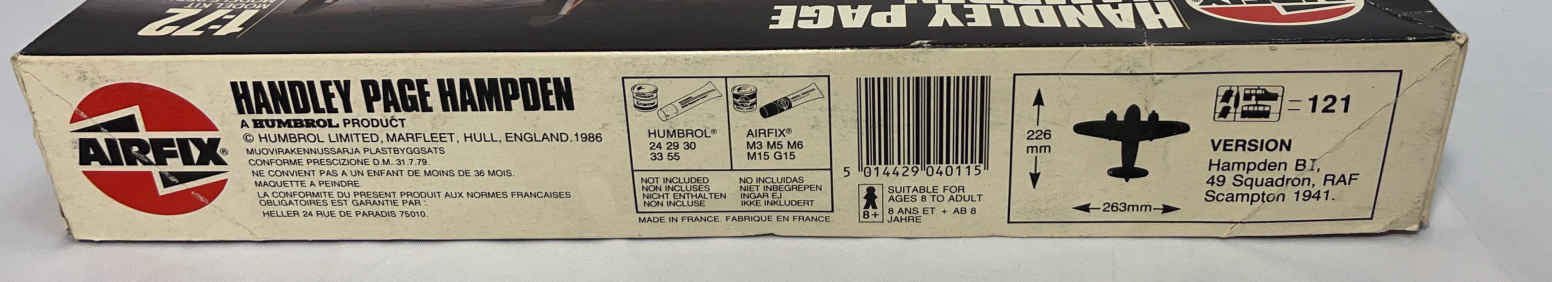 1:72
MODEL KIT
HANDLEY PAGE
AIRFIX
AIRFIX®
HANDLEY PAGE HAMPDEN
A HUMBROL PRODUCT
© HUMBROL LIMITED, MARFLEET, HULL, ENGLAND.1986
MUOVIRAKENNUSSARJA PLASTBYGGSATS
CONFORME PRESCIZIONE D.M. 31.7.79.
NE CONVIENT PAS A UN ENFANT DE MOINS DE 36 MOIS.
MAQUETTE A PEINDRE.
LA CONFORMITE DU PRESENT PRODUIT AUX NORMES FRANCAISES
OBLIGATOIRES EST GARANTIE PAR :
HELLER 24 RUE DE PARADIS 75010.
HUMBROL®
24 29 30
33 55
AIRFIX®
M3 M5 M6
M15 G15
NOT INCLUDED
NON INCLUSES
NICHT ENTHALTEN
NON INCLUSE
NO INCLUIDAS
NIET INBEGREPEN
INGAR EJ
IKKE INKLUDERT
MADE IN FRANCE. FABRIQUE EN FRANCE
5 014429 040115
8+
SUITABLE FOR
AGES 8 TO ADULT
8 ANS ET + AB 8
JAHRE
226
mm
263mm
=121
VERSION
Hampden BI,
49 Squadron, RAF
Scampton 1941.